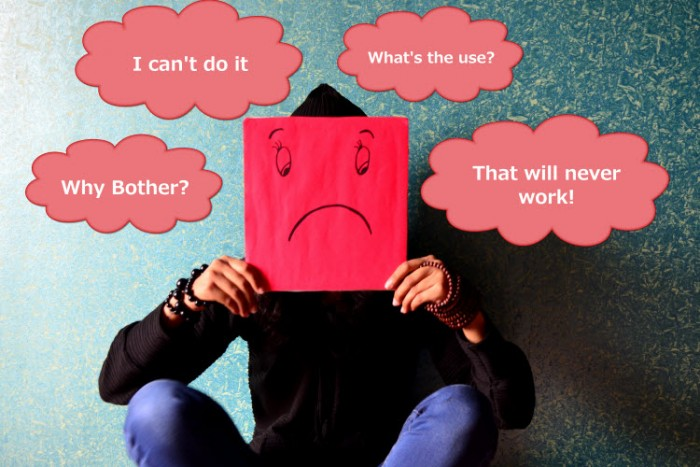 I can't do it
What's the use?
Why Bother?
That will never
work!